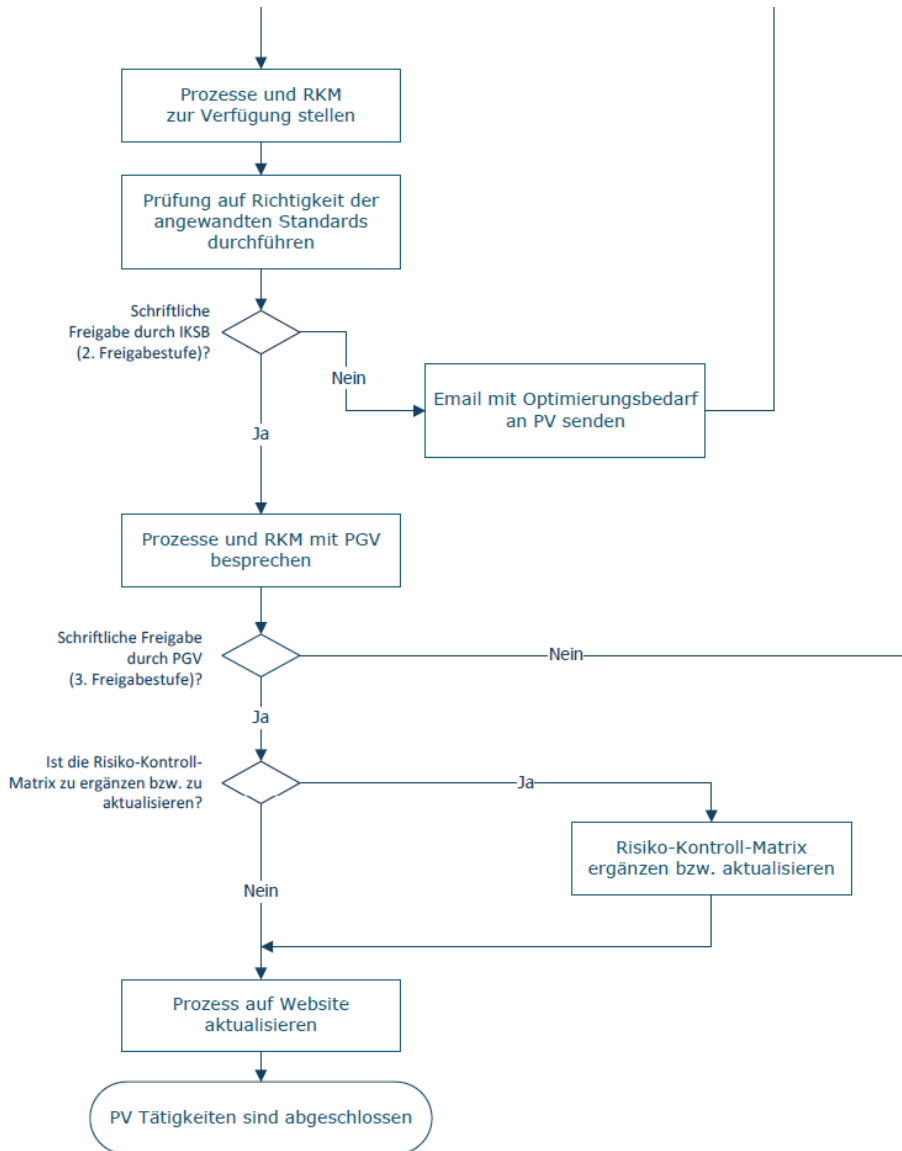 Prozesse und RKM
zur Verfügung stellen
Prüfung auf Richtigkeit der
angewandten Standards
durchführen
Schriftliche
Freigabe durch IKSB
(2. Freigabestufe)?
Nein
Email mit Optimierungsbedarf
an PV senden
Ja
Prozesse und RKM mit PGV
besprechen
Schriftliche Freigabe
durch PGV
(3. Freigabestufe)?
Nein
Ja
Ist die Risiko-Kontroll-
Matrix zu ergänzen bzw. zu
aktualisieren?
Ja
Risiko-Kontroll-Matrix
ergänzen bzw. aktualisieren
Nein
Prozess auf Website
aktualisieren
PV Tätigkeiten sind abgeschlossen